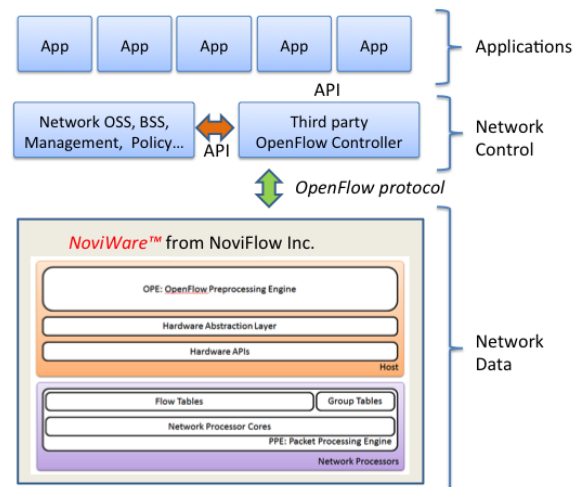 App App App App App
Applications
API
Network OSS, BSS,
Management, Policy...
API
Third party
OpenFlow Controller
Network
Control
OpenFlow protocol
NoviWare™ from NoviFlow Inc.
OPE: OpenFlow Preprocessing Engine
Hardware Abstraction Layer
Hardware APIs
Host
Flow Tables
Group Tables
Network Processor Cores
PPE: Packet Processing Engine
Network Processors
Network
Data